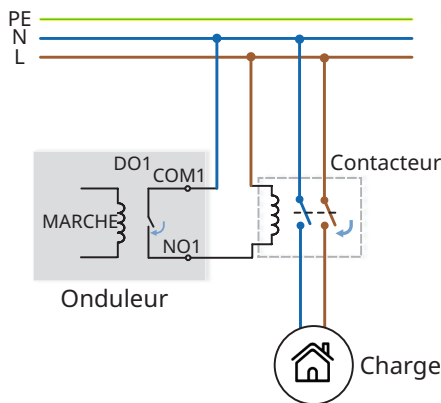 PE
N
L
DO1
COM1
Contacteur
MARCHE
NO1
Onduleur
Charge